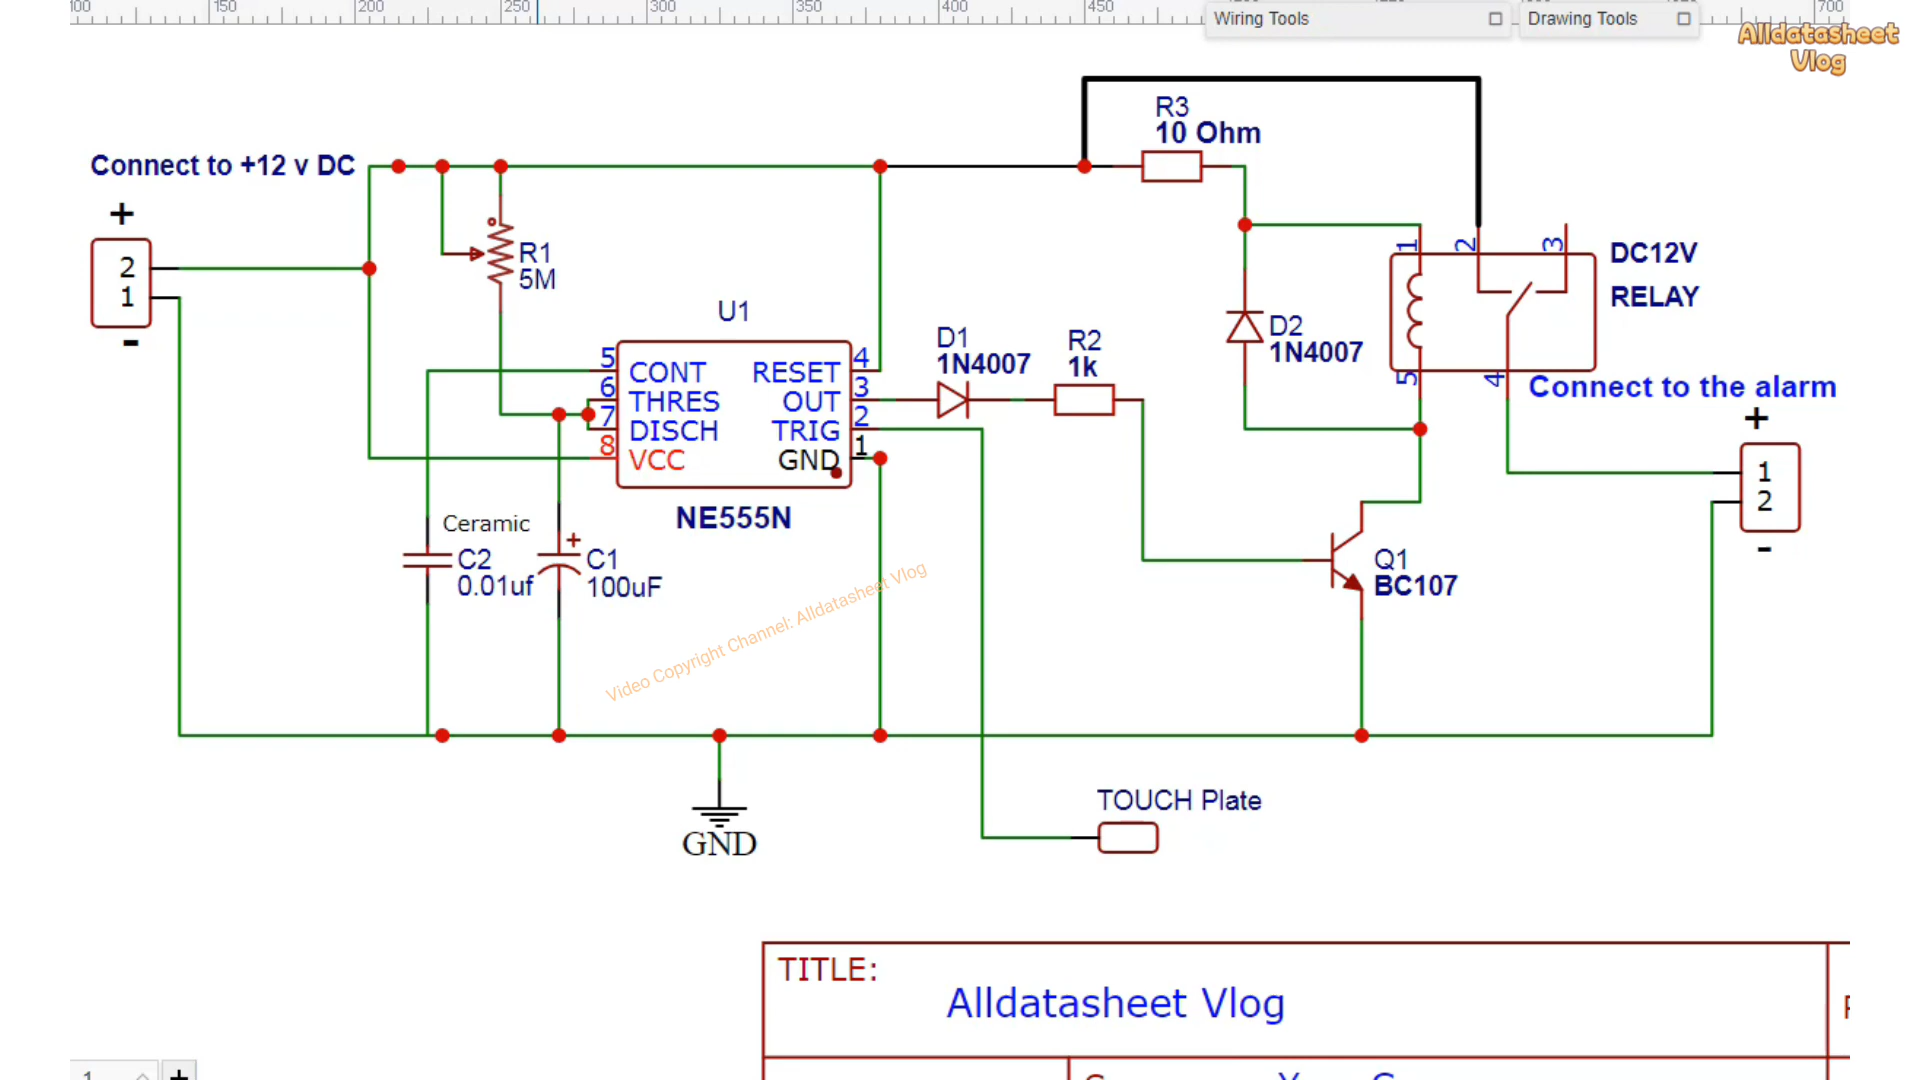 100 150 200 250 300 350 400 450 700
Wiring Tools
Drawing Tools
Alldatasheet
Vlog
R3
10 Ohm
Connect to +12 v DC
+
2
1
-
R1
5M
1
2
3
DC12V
RELAY
U1
D1
1N4007
R2
1k
D2
1N4007
5 CONT RESET 4
6 THRES OUT 3
7 DISCH TRIG 2
8 VCC GND 1
5
4
Connect to the alarm
+
1
2
-
NE555N
Ceramic
C2
0.01uf
+
C1
100uF
Q1
BC107
Video Copyright Channel: Alldatasheet Vlog
TOUCH Plate
GND
TITLE:
Alldatasheet Vlog
1
+